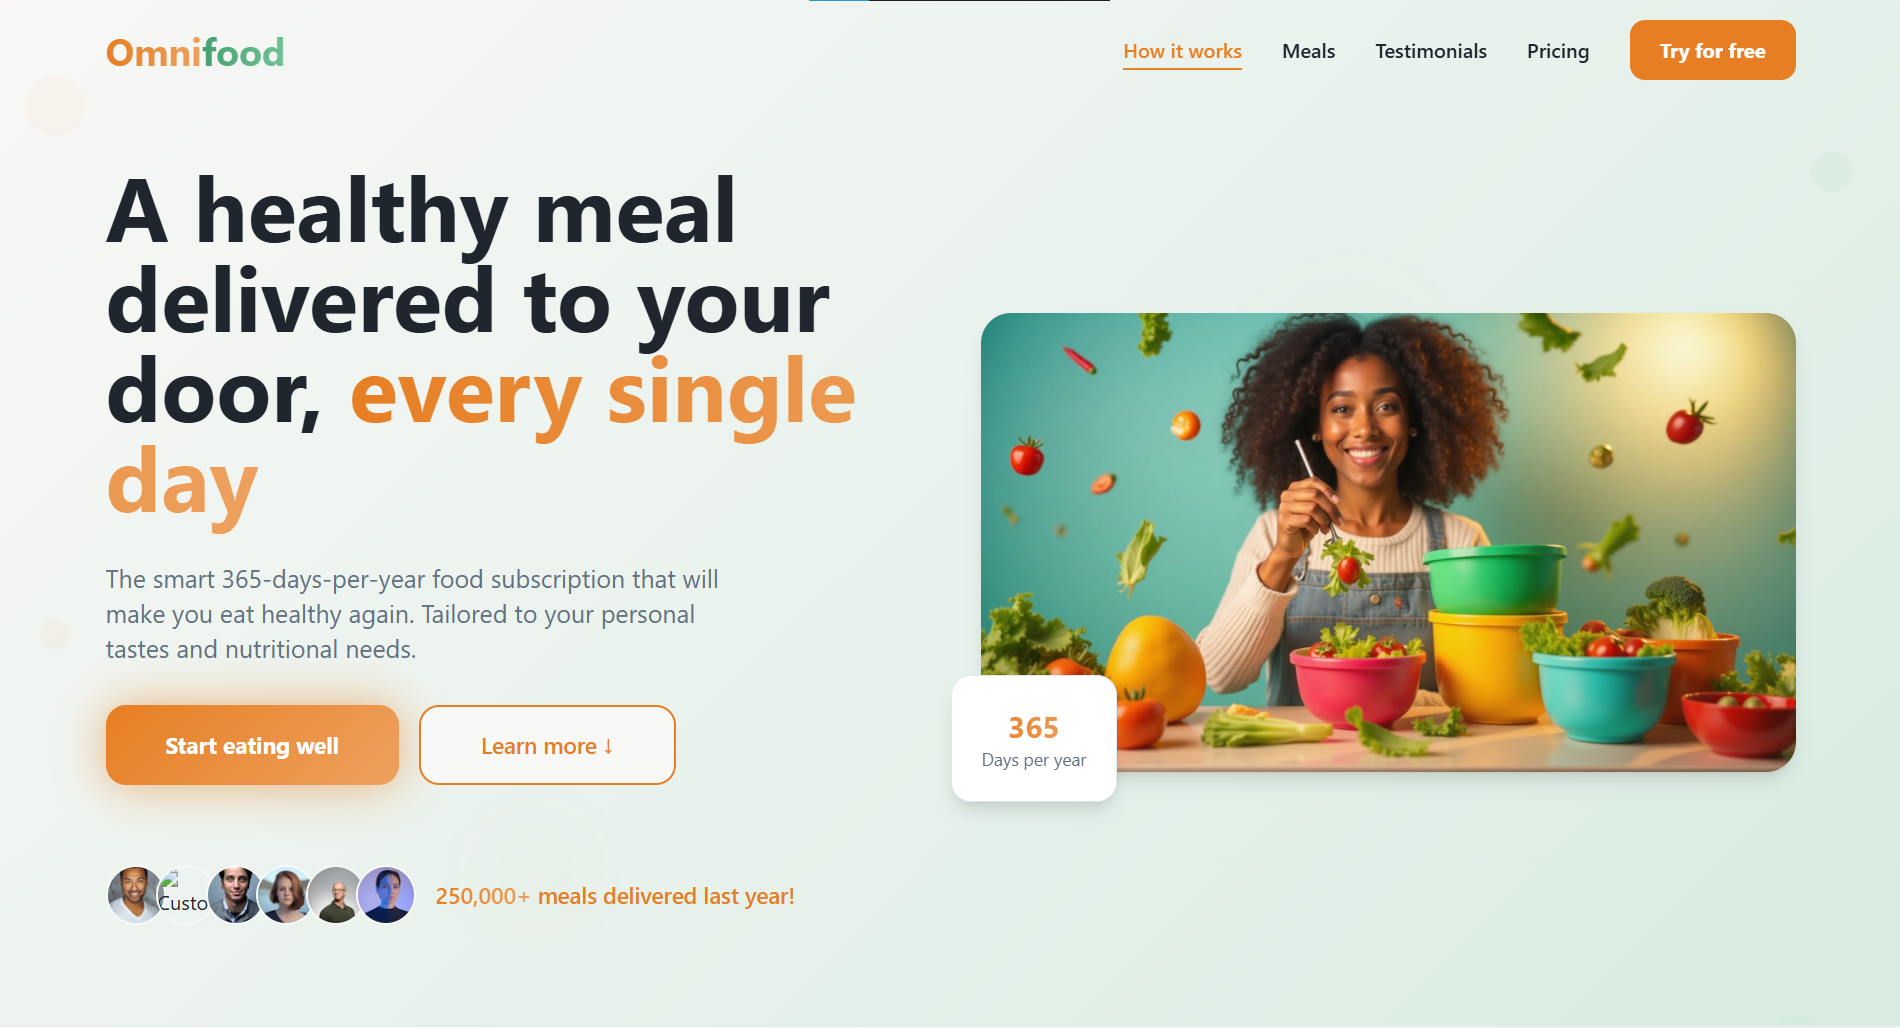 Omnifood
How it works
Meals
Testimonials
Pricing
Try for free
A healthy meal
delivered to your
door, every single
day
The smart 365-days-per-year food subscription that will
make you eat healthy again. Tailored to your personal
tastes and nutritional needs.
Start eating well
Learn more ↓
365
Days per year
Custo
250,000+ meals delivered last year!